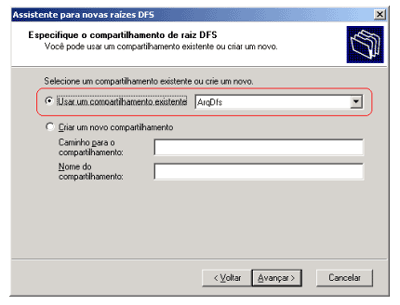 Assistente para novas raízes DFS
Especifique o compartilhamento de raiz DFS
Você pode usar um compartilhamento existente ou criar um novo.
Selecione um compartilhamento existente ou crie um novo.
Usar um compartilhamento existente
ArqDfs
Criar um novo compartilhamento
Caminho para o
compartilhamento:
Nome do
compartilhamento:
< Voltar
Avançar >
Cancelar